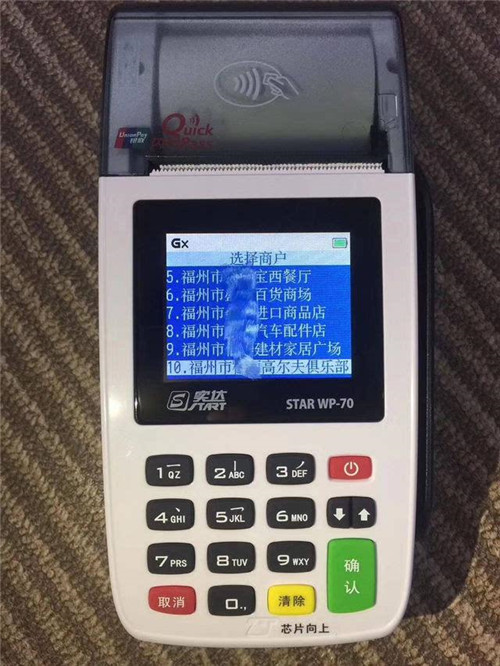 UnionPay
银联
Quick
Pass
Gx
选择商户
5.福州市 宝西餐厅
6.福州市 百货商场
7.福州市 进口商品店
8.福州市 汽车配件店
9.福州市 建材家居广场
10.福州市 高尔夫俱乐部
S 实达 START STAR WP-70
1 QZ 2 ABC 3 DEF
4 GHI 5 JKL 6 MNO
7 PRS 8 TUV 9 WXY 确认
取消 0., 清除
芯片向上